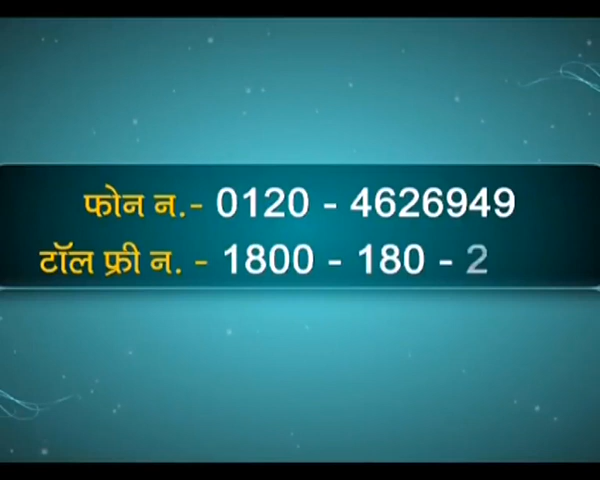 फोन न.- 0120 - 4626949
टॉल फ्री न. - 1800 - 180 - 2